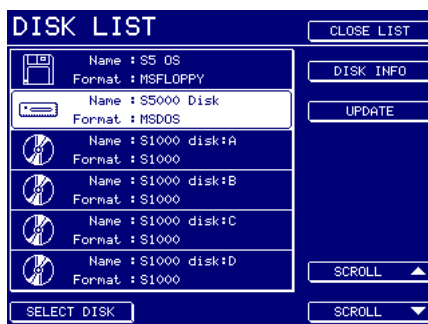 DISK LIST
CLOSE LIST
Name : S5 OS
Format : MSFLOPPY
DISK INFO
Name : S5000 Disk
Format : MSDOS
UPDATE
Name : S1000 disk:A
Format : S1000
Name : S1000 disk:B
Format : S1000
Name : S1000 disk:C
Format : S1000
Name : S1000 disk:D
Format : S1000
SCROLL
SELECT DISK
SCROLL